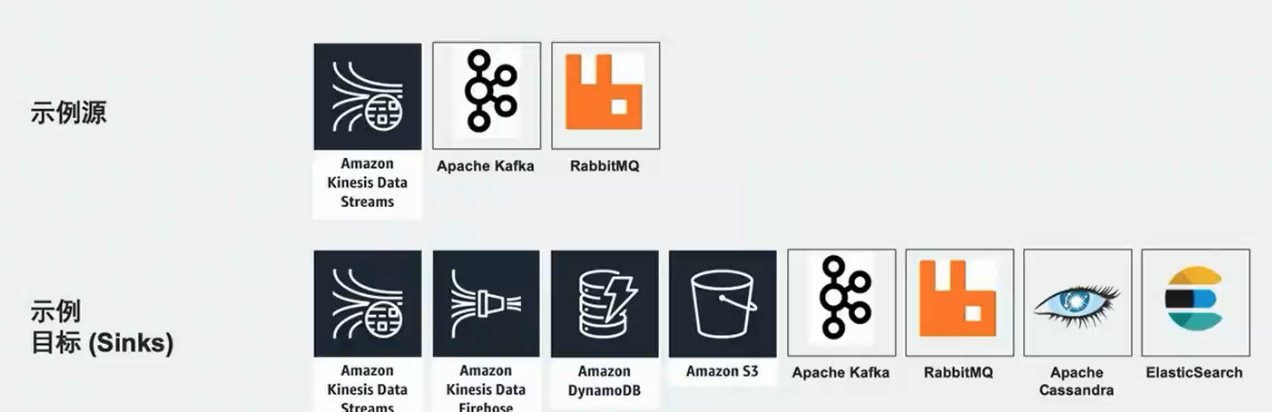 示例源
Amazon
Kinesis Data
Streams
Apache Kafka
RabbitMQ
示例
目标 (Sinks)
Amazon
Kinesis Data
Streams
Amazon
Kinesis Data
Firehose
Amazon
DynamoDB
Amazon S3
Apache Kafka
RabbitMQ
Apache
Cassandra
ElasticSearch